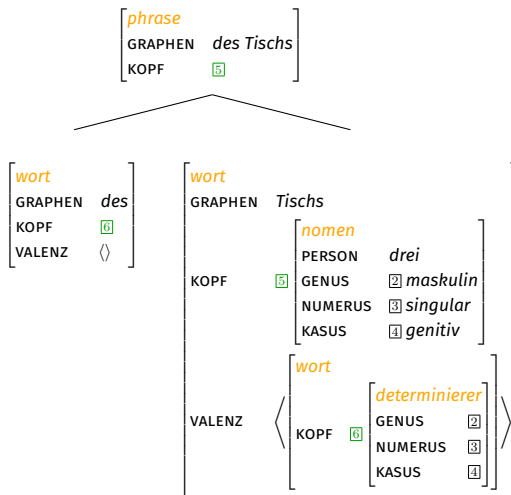 phrase
GRAPHEN des Tischs
KOPF 5
wort
GRAPHEN des
KOPF 6
VALENZ ⟨⟩
wort
GRAPHEN Tischs
KOPF 5
nomen
PERSON drei
GENUS 2 maskulin
NUMERUS 3 singular
KASUS 4 genitiv
VALENZ
wort
KOPF 6
determinierer
GENUS 2
NUMERUS 3
KASUS 4